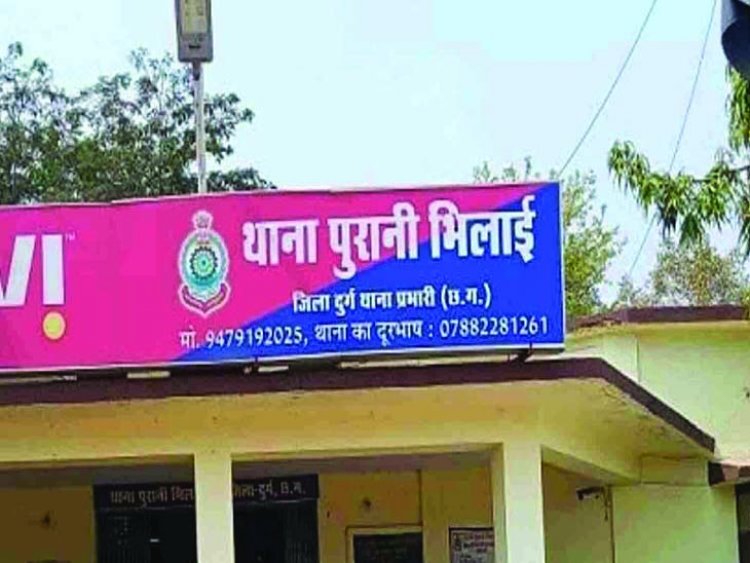 VI!
थाना पुरानी भिलाई
जिला दुर्ग थाना प्रभारी (छ.ग.)
मो. 9479192025, थाना का दूरभाष : 07882281261
थाना पुरानी भिला जिला-दुर्ग, छ.ग.